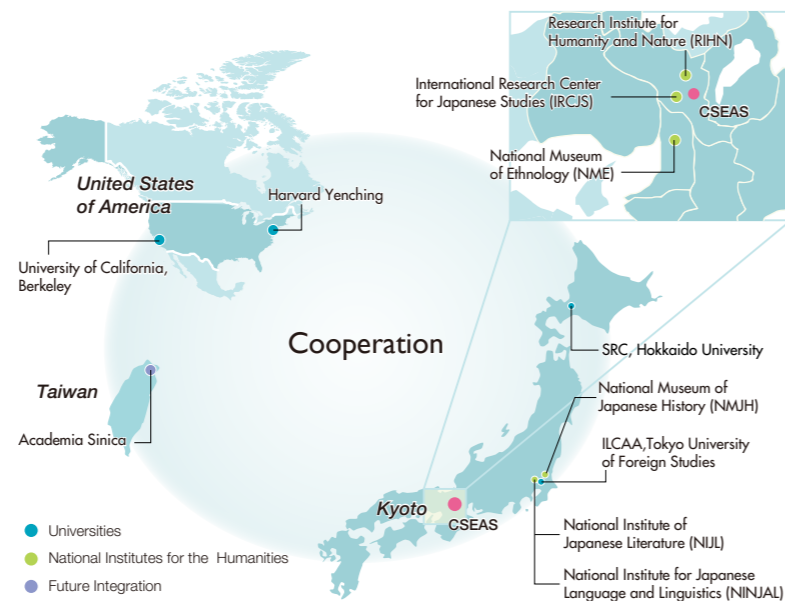 Research Institute for
Humanity and Nature (RIHN)
International Research Center
for Japanese Studies (IRCJS)
CSEAS
National Museum
of Ethnology (NME)
United States
of America
Harvard Yenching
University of California,
Berkeley
Cooperation
SRC, Hokkaido University
Taiwan
National Museum of
Japanese History (NMJH)
Academia Sinica
ILCAA,Tokyo University
of Foreign Studies
Kyoto
CSEAS
National Institute of
Japanese Literature (NIJL)
National Institute for Japanese
Language and Linguistics (NINJAL)
Universities
National Institutes for the Humanities
Future Integration